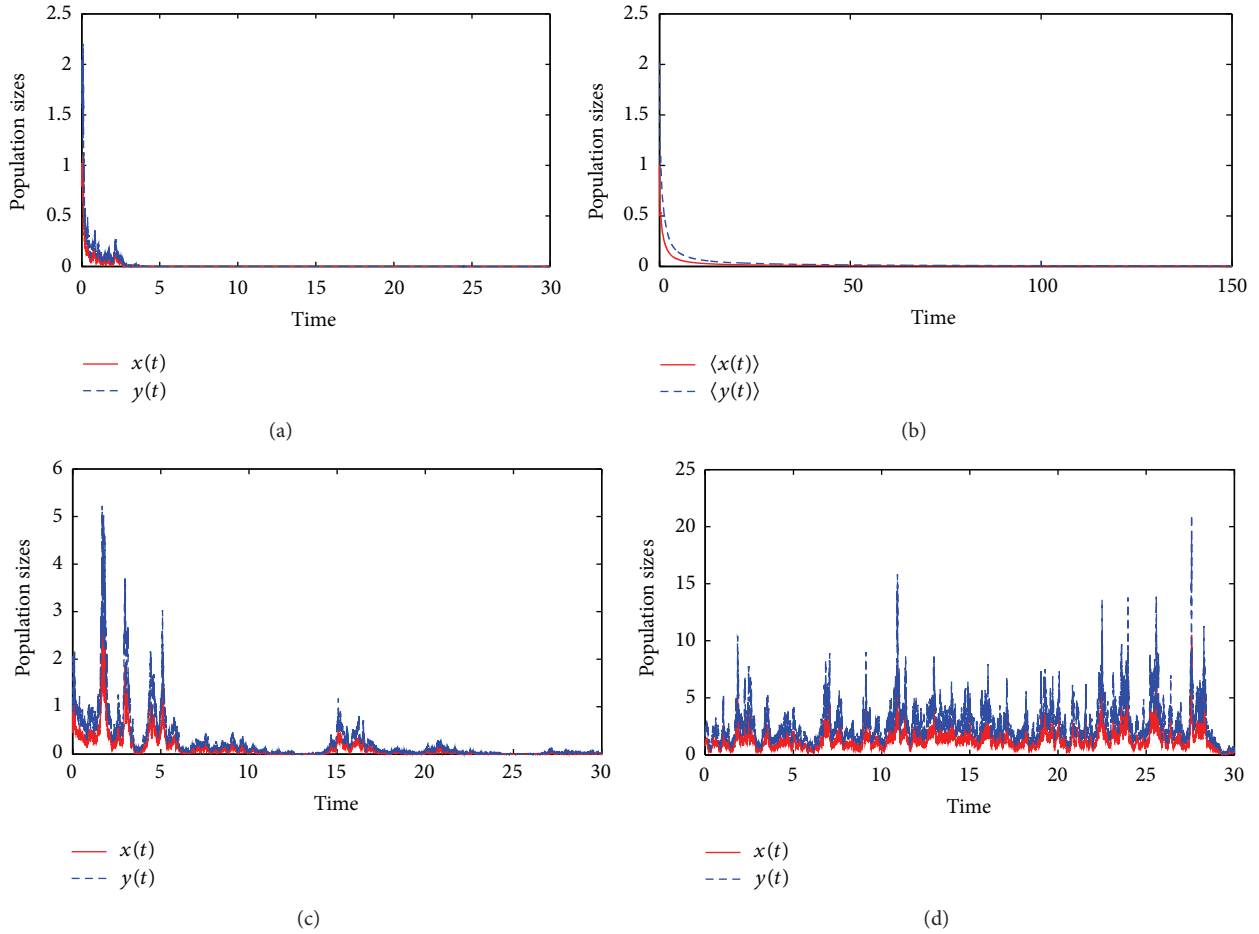 2.5
2
1.5
1
0.5
0
Population sizes
0 5 10 15 20 25 30
Time
x(t)
y(t)
(a)
2.5
2
1.5
1
0.5
0
Population sizes
0 50 100 150
Time
⟨x(t)⟩
⟨y(t)⟩
(b)
6
5
4
3
2
1
0
Population sizes
0 5 10 15 20 25 30
Time
x(t)
y(t)
(c)
25
20
15
10
5
0
Population sizes
0 5 10 15 20 25 30
Time
x(t)
y(t)
(d)